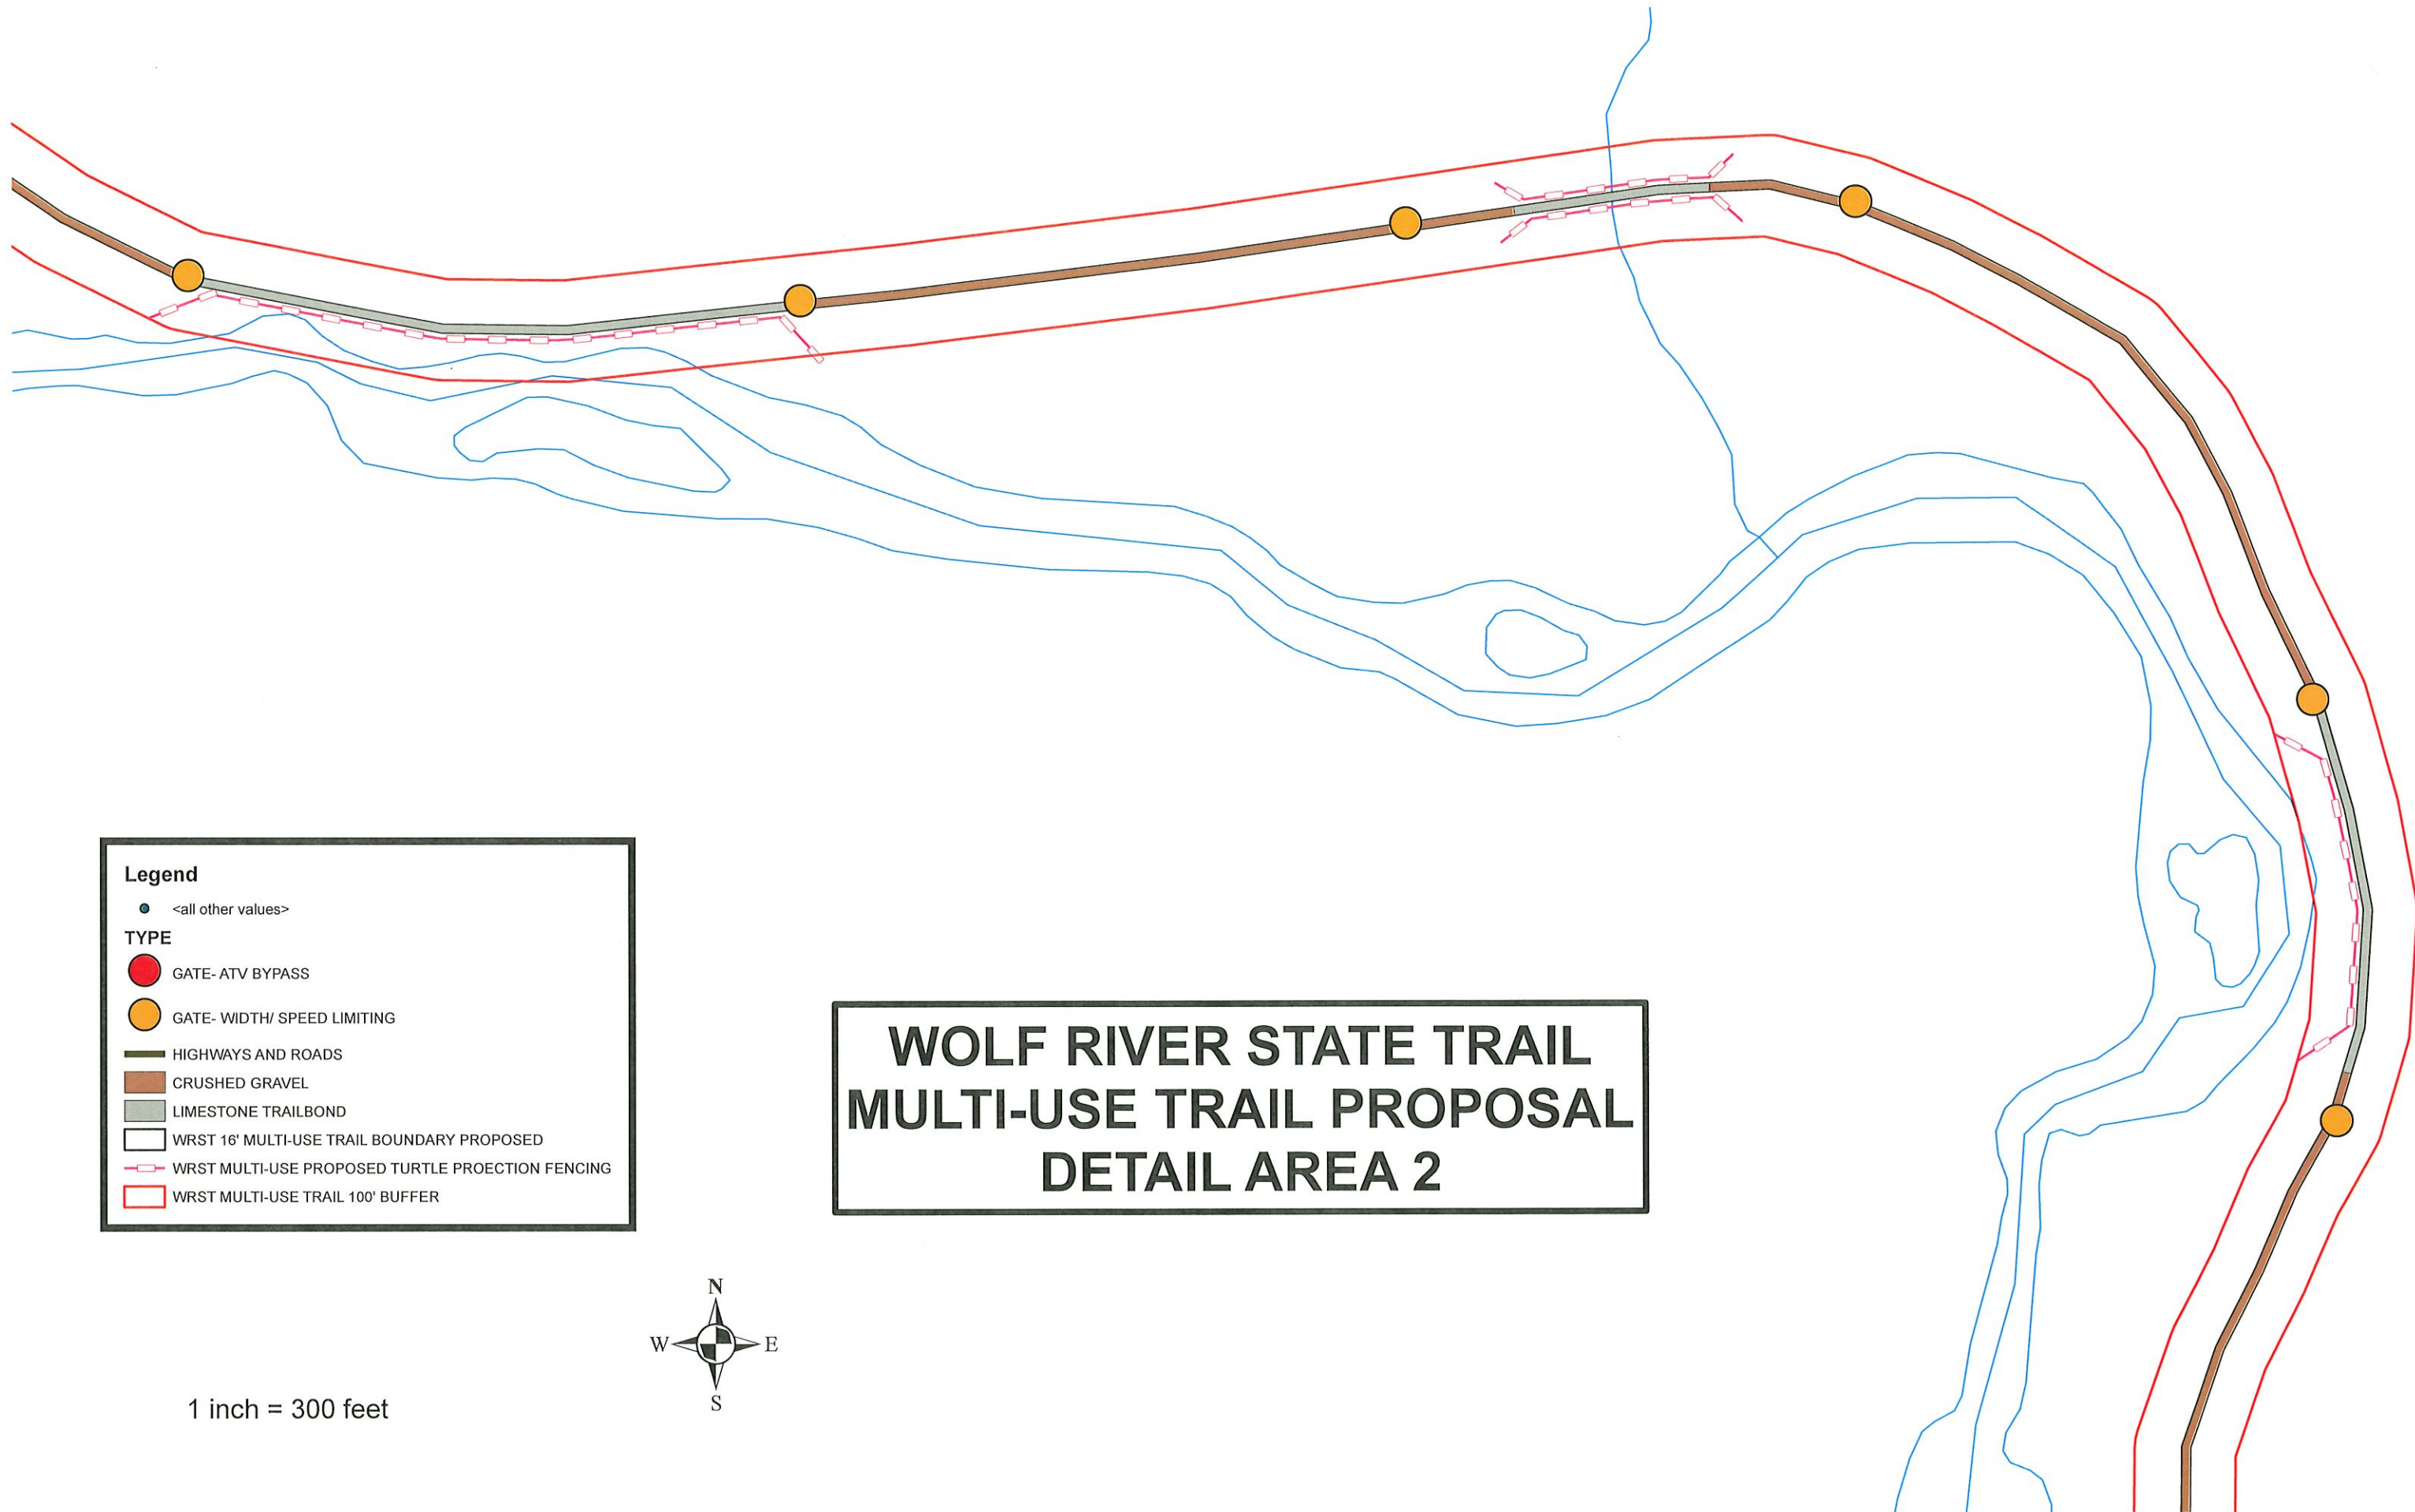 Legend
<all other values>
TYPE
GATE- ATV BYPASS
GATE- WIDTH/ SPEED LIMITING
HIGHWAYS AND ROADS
CRUSHED GRAVEL
LIMESTONE TRAILBOND
WRST 16' MULTI-USE TRAIL BOUNDARY PROPOSED
WRST MULTI-USE PROPOSED TURTLE PROECTION FENCING
WRST MULTI-USE TRAIL 100' BUFFER
WOLF RIVER STATE TRAIL
MULTI-USE TRAIL PROPOSAL
DETAIL AREA 2
N
W E
S
1 inch = 300 feet